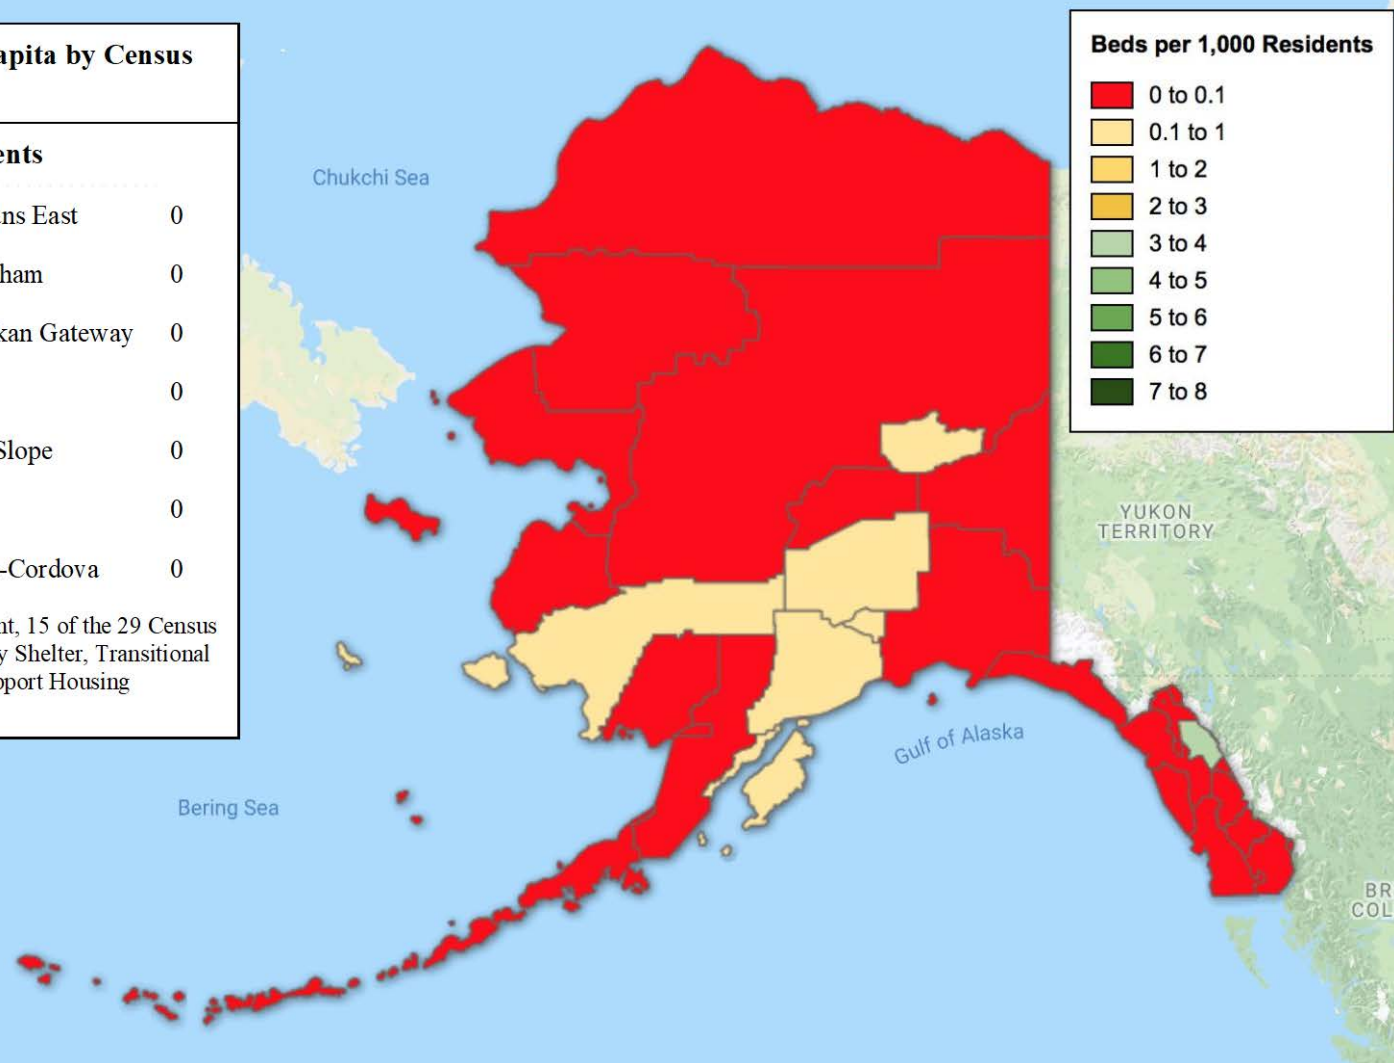 apita by Census
ents
ns East 0
ham 0
kan Gateway 0
0
Slope 0
0
-Cordova 0
nt, 15 of the 29 Census
y Shelter, Transitional
pport Housing
Chukchi Sea
Bering Sea
Gulf of Alaska
YUKON
TERRITORY
BR
COL
Beds per 1,000 Residents
0 to 0.1
0.1 to 1
1 to 2
2 to 3
3 to 4
4 to 5
5 to 6
6 to 7
7 to 8